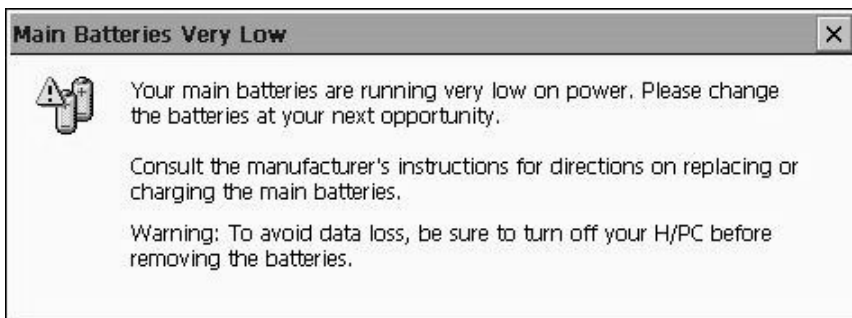 Main Batteries Very Low
Your main batteries are running very low on power. Please change
the batteries at your next opportunity.
Consult the manufacturer's instructions for directions on replacing or
charging the main batteries.
Warning: To avoid data loss, be sure to turn off your H/PC before
removing the batteries.